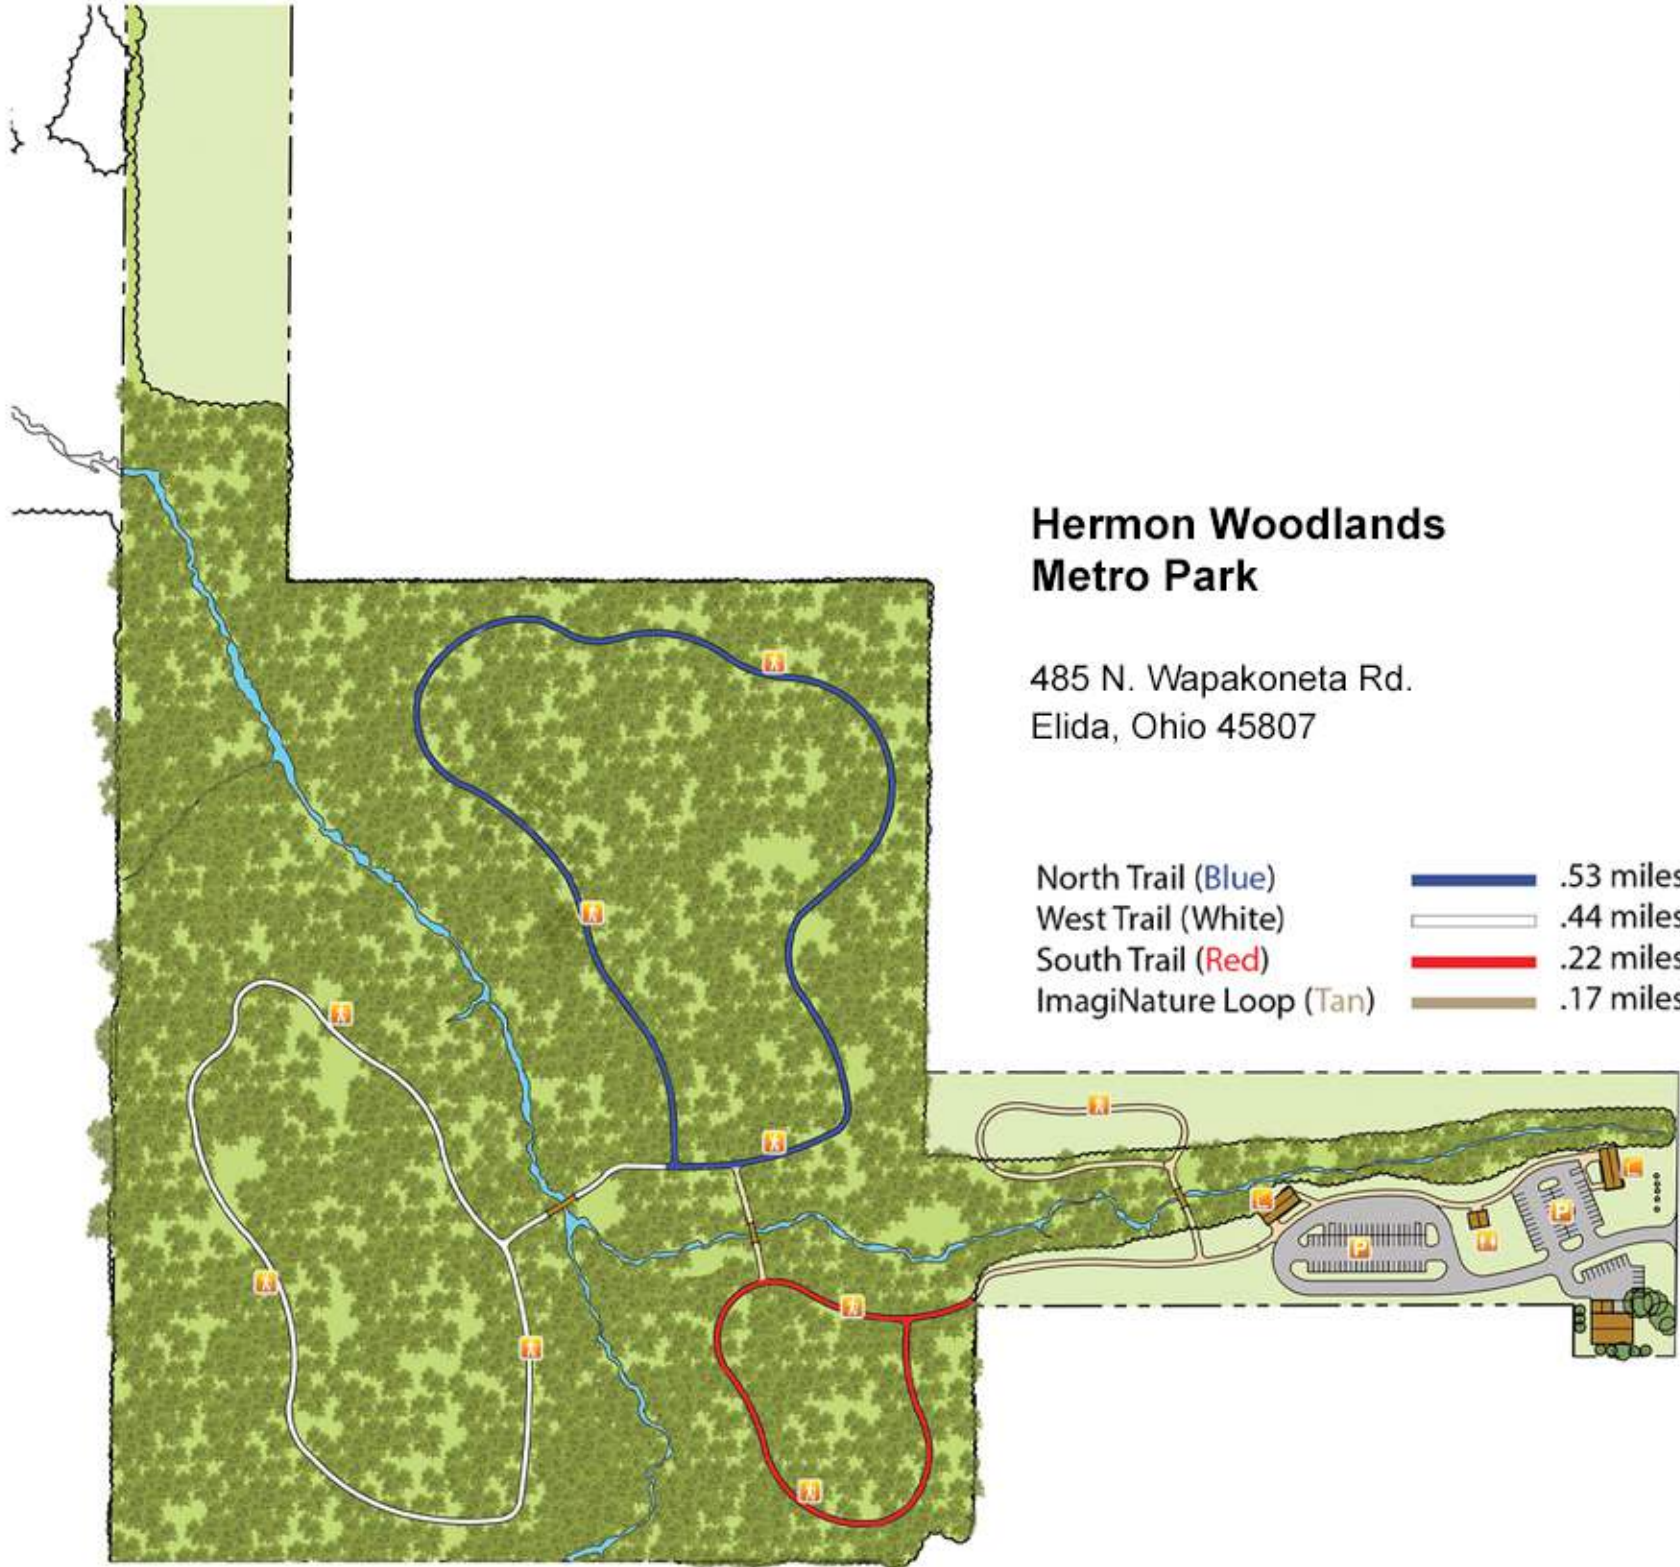 Hermon Woodlands
Metro Park
485 N. Wapakoneta Rd.
Elida, Ohio 45807
North Trail (Blue) .53 miles
West Trail (White) .44 miles
South Trail (Red) .22 miles
ImagiNature Loop (Tan) .17 miles
P
P